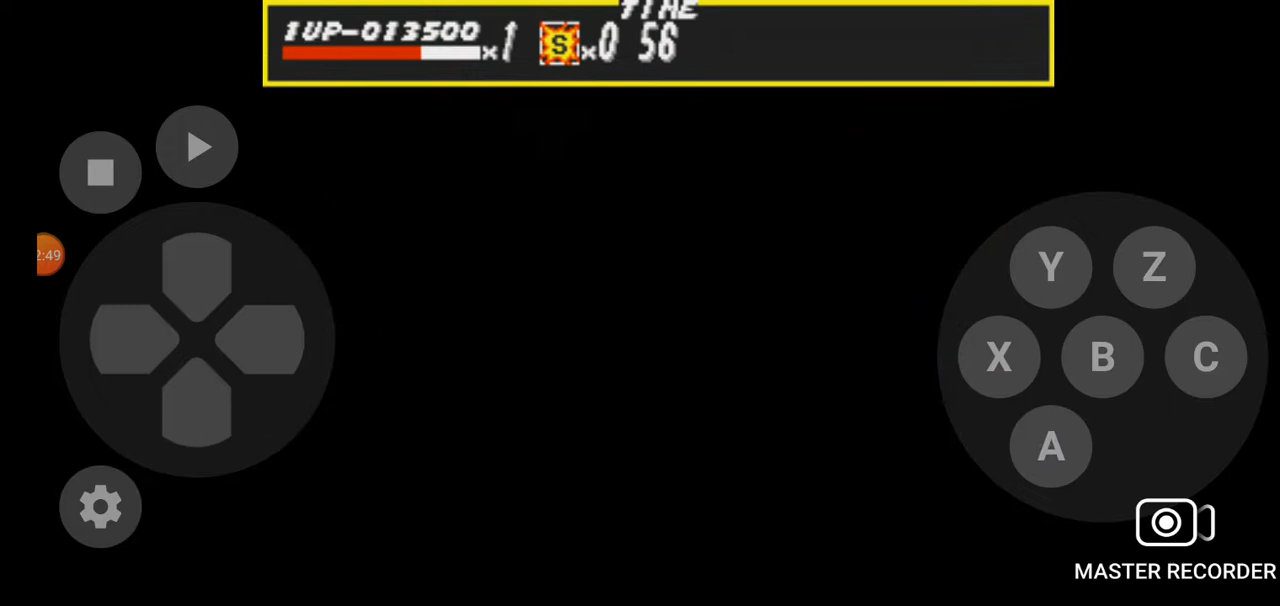 TIME
1UP-013500
×1 S ×0 56
2:49
Y Z
X B C
A
MASTER RECORDER